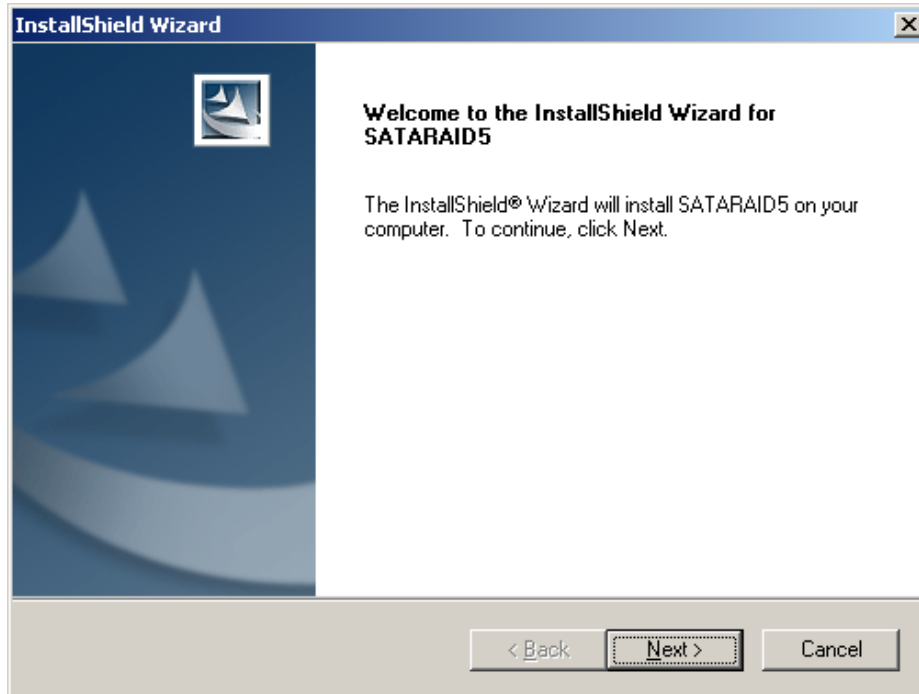 InstallShield Wizard
Welcome to the InstallShield Wizard for
SATARAID5
The InstallShield® Wizard will install SATARAID5 on your
computer.  To continue, click Next.
< Back
Next >
Cancel